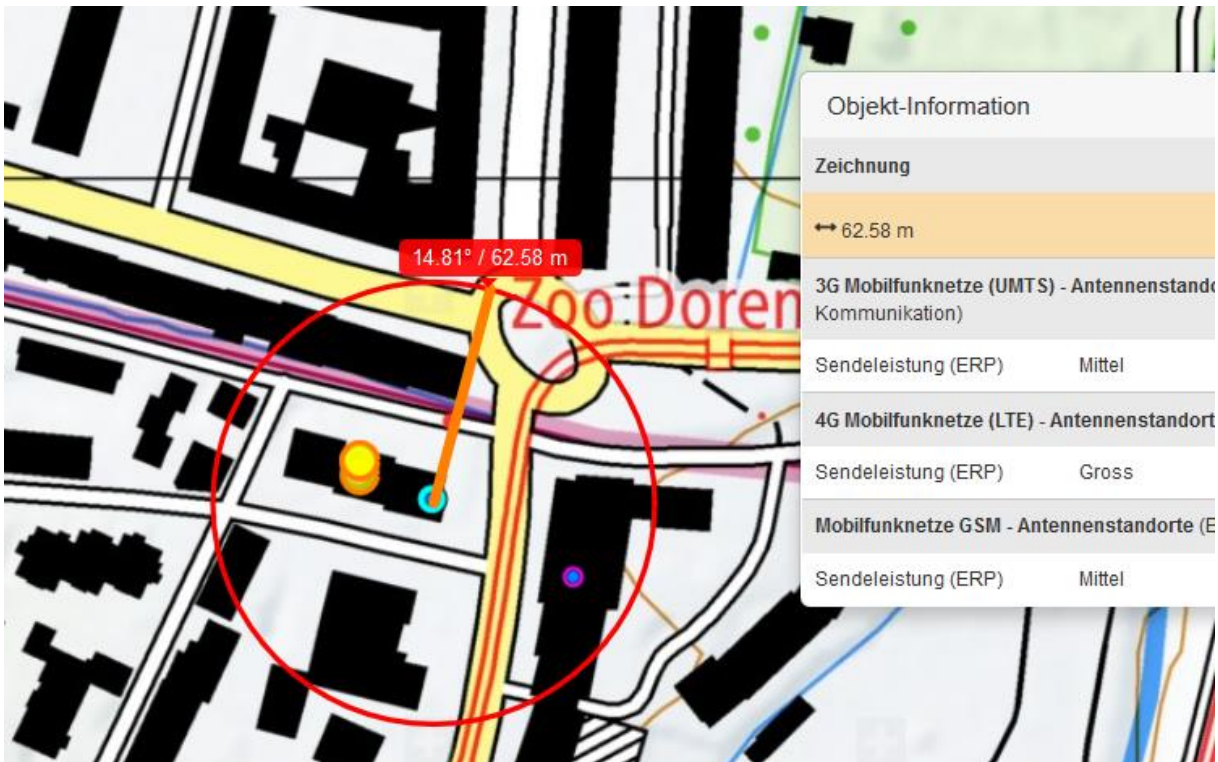 Objekt-Information
Zeichnung
↔ 62.58 m
14.81° / 62.58 m
Zoo Doren
3G Mobilfunknetze (UMTS) - Antennenstando
Kommunikation)
Sendeleistung (ERP) Mittel
4G Mobilfunknetze (LTE) - Antennenstandort
Sendeleistung (ERP) Gross
Mobilfunknetze GSM - Antennenstandorte (E
Sendeleistung (ERP) Mittel